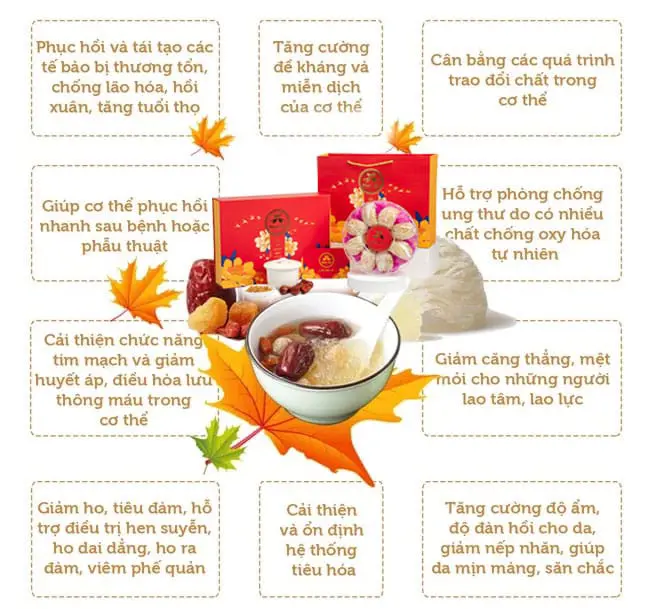 Phục hồi và tái tạo các
tế bào bị thương tổn,
chống lão hóa, hồi
xuân, tăng tuổi thọ
Tăng cường
đề kháng và
miễn dịch
của cơ thể
Cân bằng các quá trình
trao đổi chất trong
cơ thể
Giúp cơ thể phục hồi
nhanh sau bệnh hoặc
phẫu thuật
Hỗ trợ phòng chống
ung thư do có nhiều
chất chống oxy hóa
tự nhiên
Cải thiện chức năng
tim mạch và giảm
huyết áp, điều hòa lưu
thông máu trong
cơ thể
Giảm căng thẳng, mệt
mỏi cho những người
lao tâm, lao lực
Giảm ho, tiêu đàm, hỗ
trợ điều trị hen suyễn,
ho dai dẳng, ho ra
đàm, viêm phế quản
Cải thiện
và ổn định
hệ thống
tiêu hóa
Tăng cường độ ẩm,
độ đàn hồi cho da,
giảm nếp nhăn, giúp
da mịn màng, săn chắc